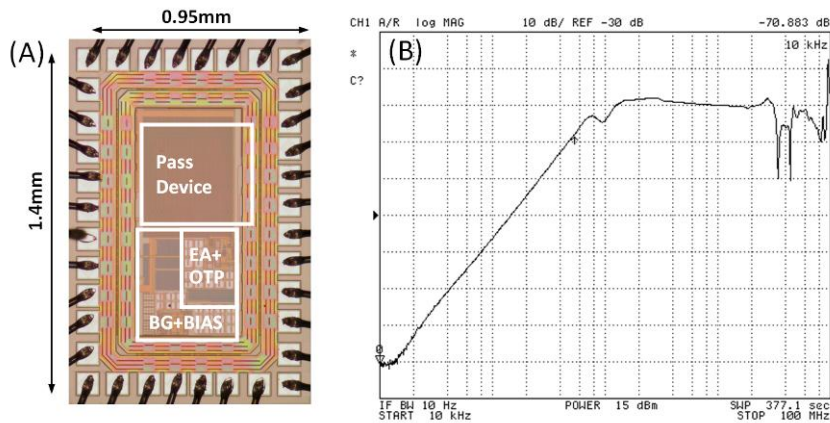 (A)
0.95mm
1.4mm
Pass
Device
EA+
OTP
BG+BIAS
CH1 A/R log MAG 10 dB/ REF -30 dB -70.883 dB
(B)
10 kHz
*
C?
0
IF BW 10 Hz POWER 15 dBm SWP 377.1 sec
START 10 kHz STOP 100 MHz